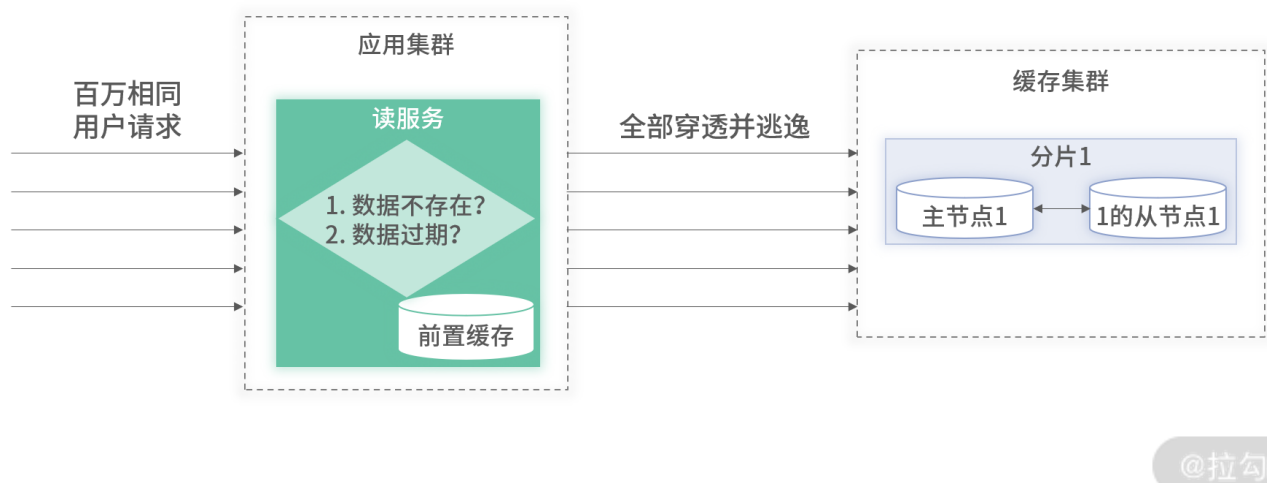 应用集群
百万相同
用户请求
读服务
1. 数据不存在?
2. 数据过期?
前置缓存
全部穿透并逃逸
缓存集群
分片1
主节点1
1的从节点1
@拉勾